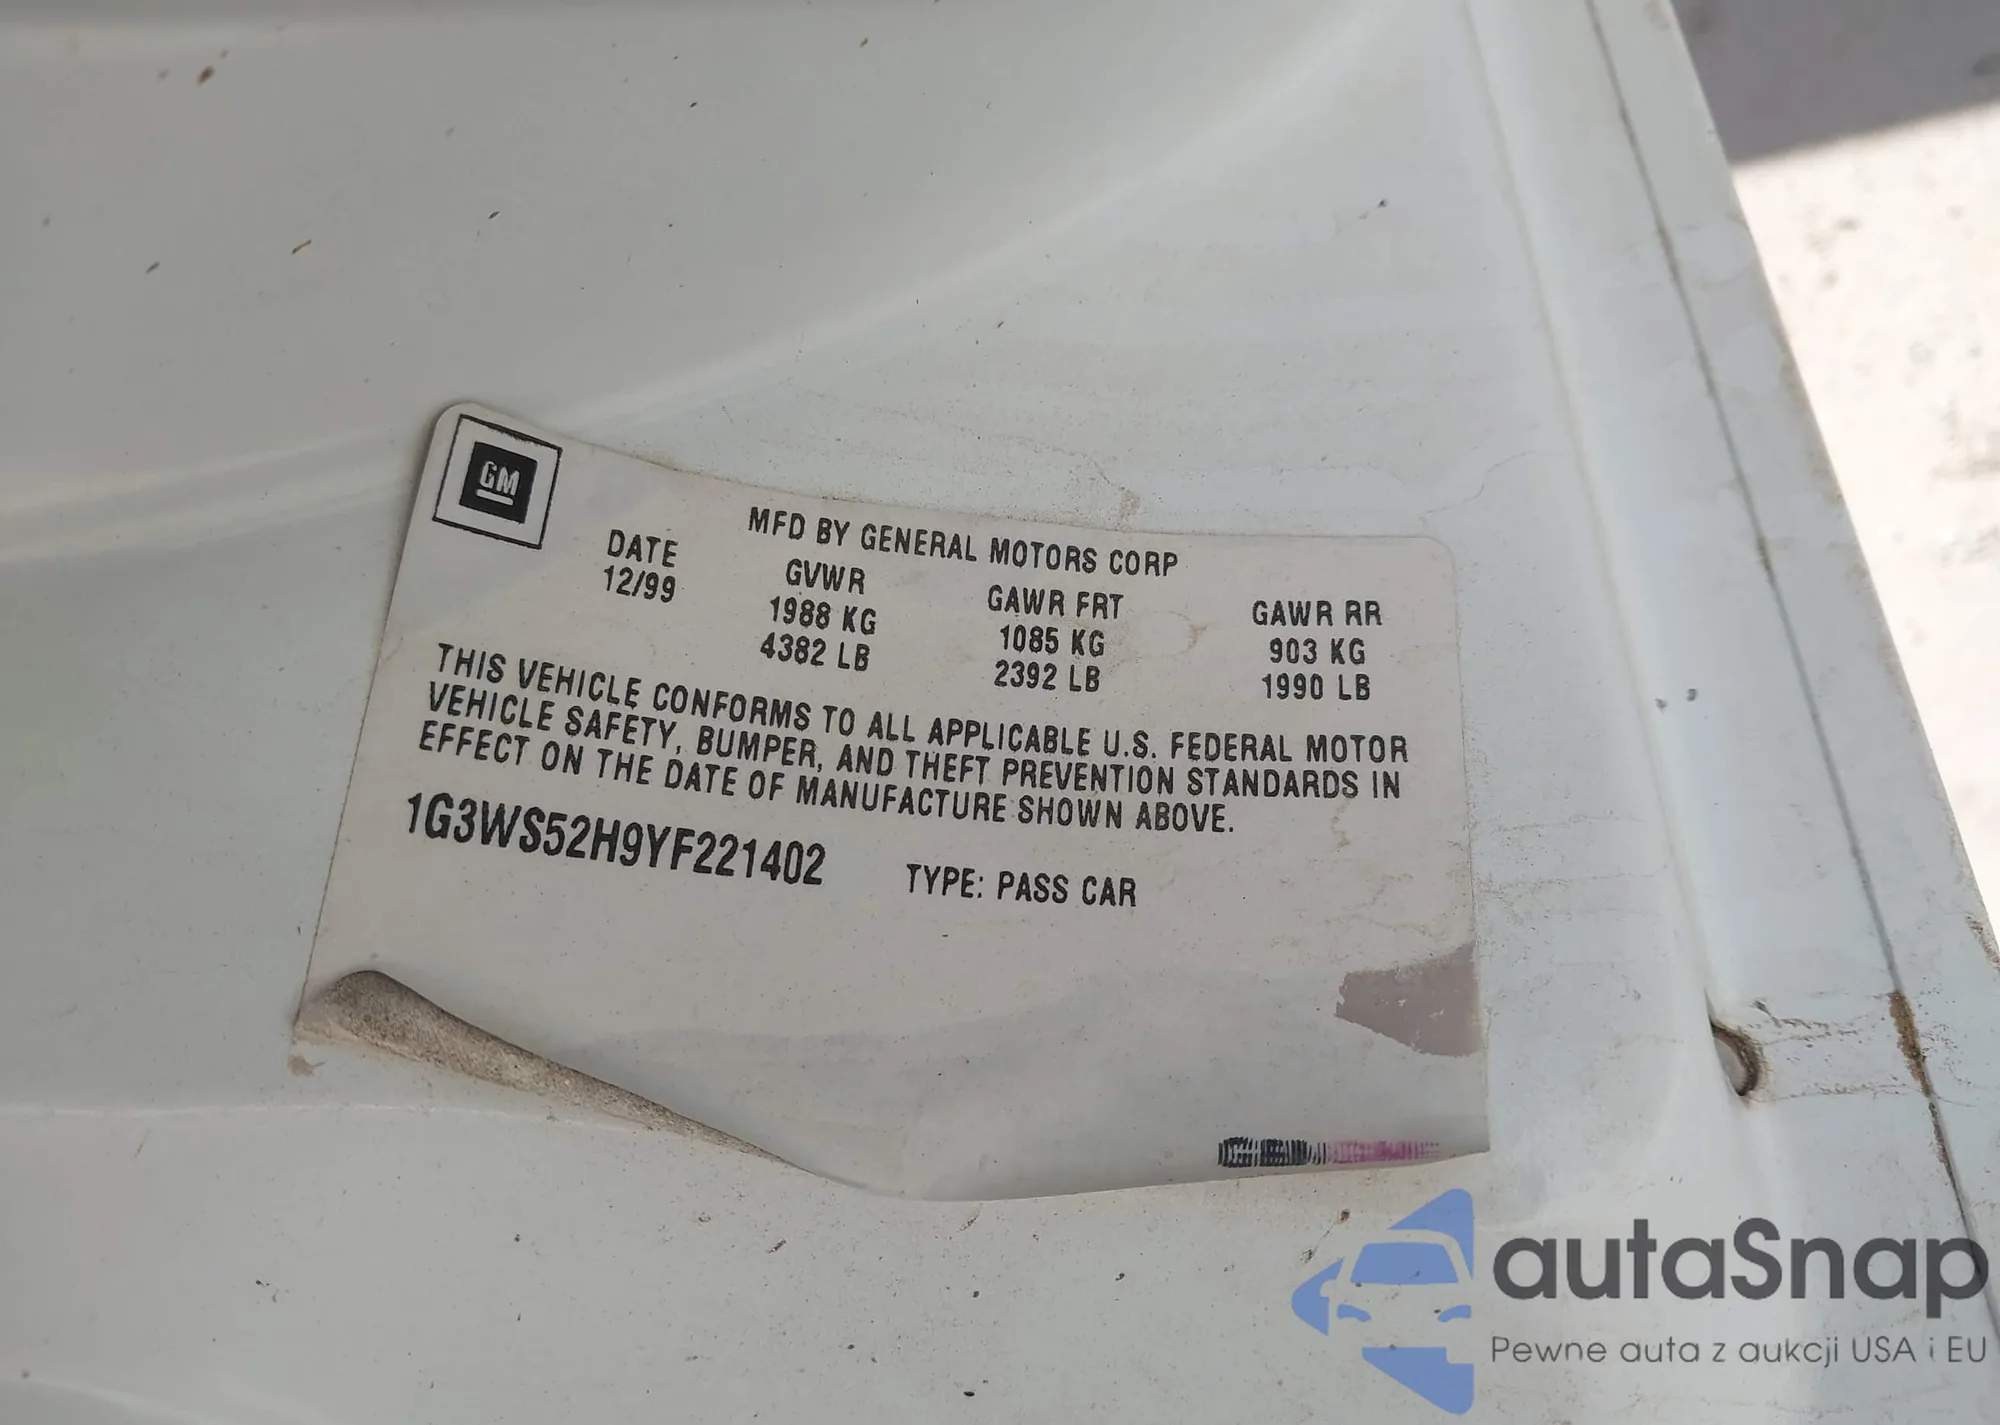 GM
MFD BY GENERAL MOTORS CORP
DATE GVWR GAWR FRT GAWR RR
12/99 1988 KG 1085 KG 903 KG
4382 LB 2392 LB 1990 LB
THIS VEHICLE CONFORMS TO ALL APPLICABLE U.S. FEDERAL MOTOR
VEHICLE SAFETY, BUMPER, AND THEFT PREVENTION STANDARDS IN
EFFECT ON THE DATE OF MANUFACTURE SHOWN ABOVE.
1G3WS52H9YF221402 TYPE: PASS CAR
autaSnap
Pewne auta z aukcji USA i EU